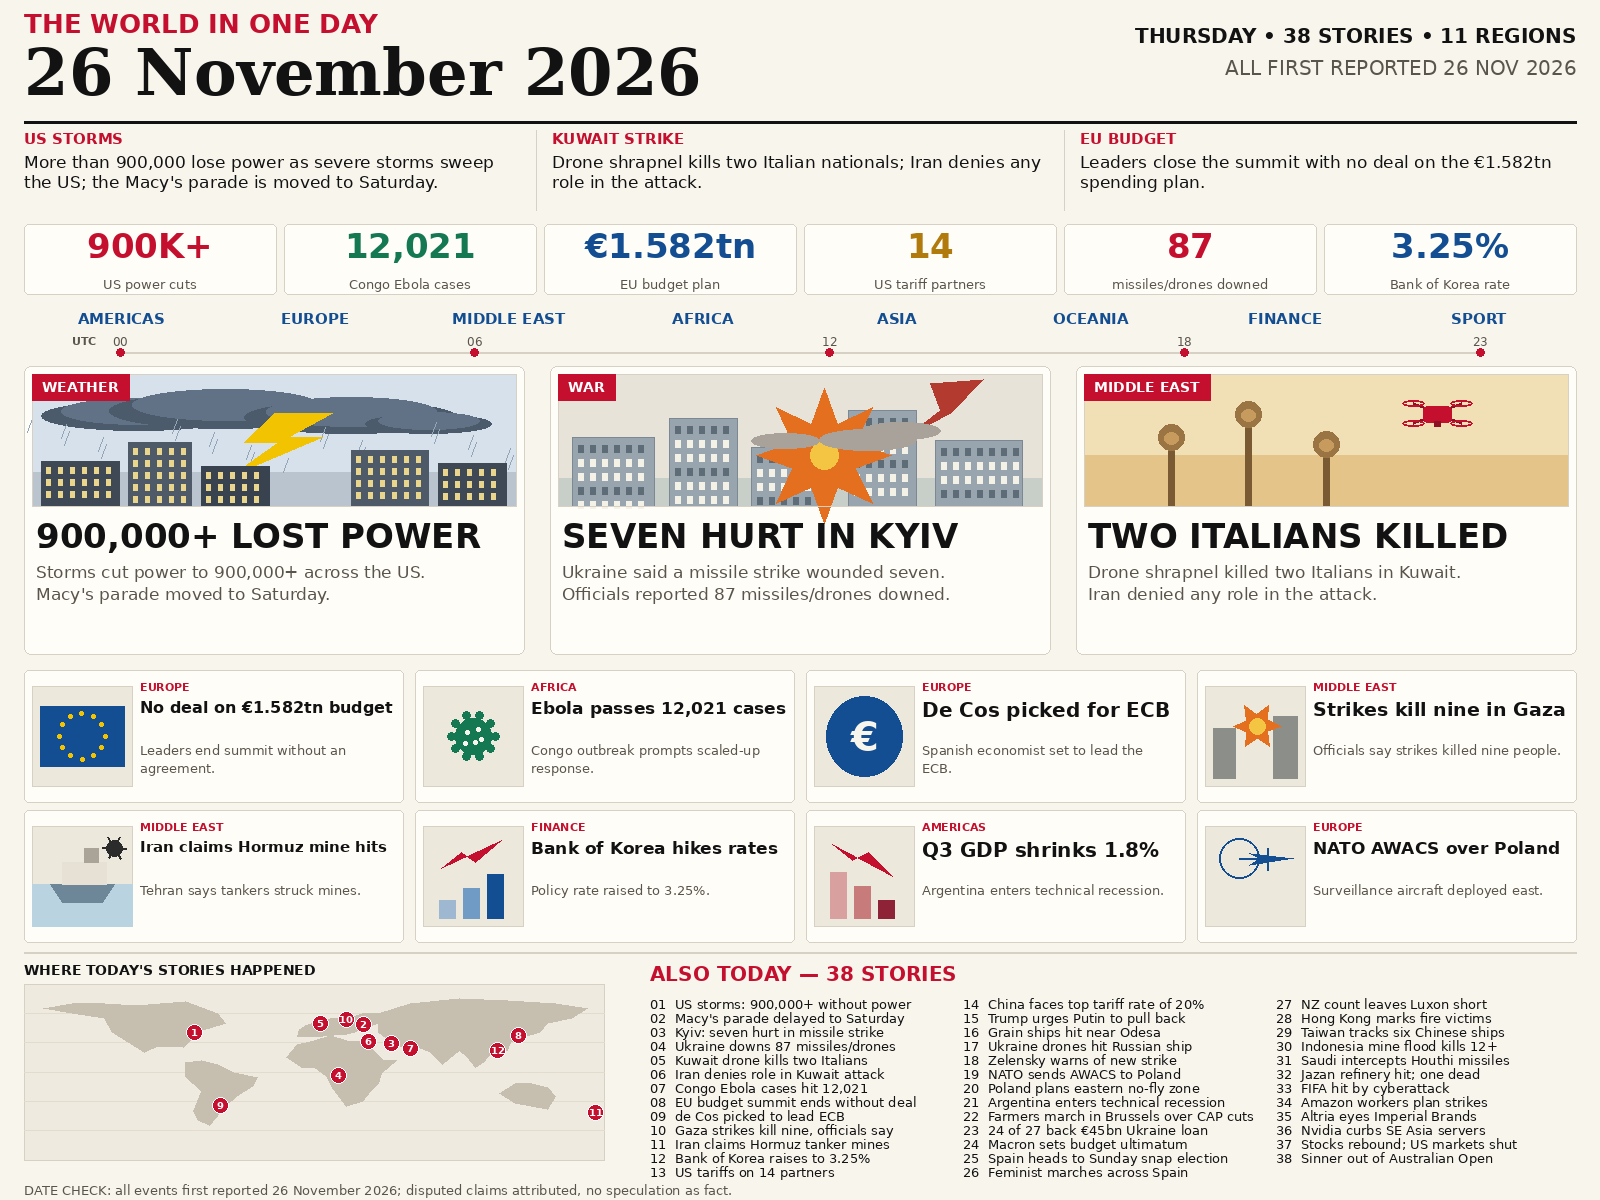 THE WORLD IN ONE DAY
26 November 2026
THURSDAY • 38 STORIES • 11 REGIONS
ALL FIRST REPORTED 26 NOV 2026
US STORMS
More than 900,000 lose power as severe storms sweep
the US; the Macy's parade is moved to Saturday.
KUWAIT STRIKE
Drone shrapnel kills two Italian nationals; Iran denies any
role in the attack.
EU BUDGET
Leaders close the summit with no deal on the €1.582tn
spending plan.
900K+
US power cuts
12,021
Congo Ebola cases
€1.582tn
EU budget plan
14
US tariff partners
87
missiles/drones downed
3.25%
Bank of Korea rate
AMERICAS EUROPE MIDDLE EAST AFRICA ASIA OCEANIA FINANCE SPORT
UTC 00 06 12 18 23
WEATHER
900,000+ LOST POWER
Storms cut power to 900,000+ across the US.
Macy's parade moved to Saturday.
WAR
SEVEN HURT IN KYIV
Ukraine said a missile strike wounded seven.
Officials reported 87 missiles/drones downed.
MIDDLE EAST
TWO ITALIANS KILLED
Drone shrapnel killed two Italians in Kuwait.
Iran denied any role in the attack.
EUROPE
No deal on €1.582tn budget
Leaders end summit without an
agreement.
AFRICA
Ebola passes 12,021 cases
Congo outbreak prompts scaled-up
response.
€
EUROPE
De Cos picked for ECB
Spanish economist set to lead the
ECB.
MIDDLE EAST
Strikes kill nine in Gaza
Officials say strikes killed nine people.
MIDDLE EAST
Iran claims Hormuz mine hits
Tehran says tankers struck mines.
FINANCE
Bank of Korea hikes rates
Policy rate raised to 3.25%.
AMERICAS
Q3 GDP shrinks 1.8%
Argentina enters technical recession.
EUROPE
NATO AWACS over Poland
Surveillance aircraft deployed east.
WHERE TODAY'S STORIES HAPPENED
1 5 10 2 6 3 7 8 12 4 9 11
ALSO TODAY — 38 STORIES
01 US storms: 900,000+ without power
02 Macy's parade delayed to Saturday
03 Kyiv: seven hurt in missile strike
04 Ukraine downs 87 missiles/drones
05 Kuwait drone kills two Italians
06 Iran denies role in Kuwait attack
07 Congo Ebola cases hit 12,021
08 EU budget summit ends without deal
09 de Cos picked to lead ECB
10 Gaza strikes kill nine, officials say
11 Iran claims Hormuz tanker mines
12 Bank of Korea raises to 3.25%
13 US tariffs on 14 partners
14 China faces top tariff rate of 20%
15 Trump urges Putin to pull back
16 Grain ships hit near Odesa
17 Ukraine drones hit Russian ship
18 Zelensky warns of new strike
19 NATO sends AWACS to Poland
20 Poland plans eastern no-fly zone
21 Argentina enters technical recession
22 Farmers march in Brussels over CAP cuts
23 24 of 27 back €45bn Ukraine loan
24 Macron sets budget ultimatum
25 Spain heads to Sunday snap election
26 Feminist marches across Spain
27 NZ count leaves Luxon short
28 Hong Kong marks fire victims
29 Taiwan tracks six Chinese ships
30 Indonesia mine flood kills 12+
31 Saudi intercepts Houthi missiles
32 Jazan refinery hit; one dead
33 FIFA hit by cyberattack
34 Amazon workers plan strikes
35 Altria eyes Imperial Brands
36 Nvidia curbs SE Asia servers
37 Stocks rebound; US markets shut
38 Sinner out of Australian Open
DATE CHECK: all events first reported 26 November 2026; disputed claims attributed, no speculation as fact.